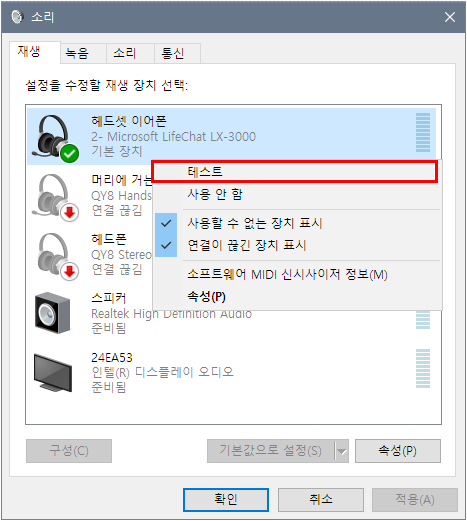 소리
재생
녹음
소리
통신
설정을 수정할 재생 장치 선택:
헤드셋 이어폰
2- Microsoft LifeChat LX-3000
기본 장치
테스트
사용 안 함
사용할 수 없는 장치 표시
연결이 끊긴 장치 표시
소프트웨어 MIDI 신시사이저 정보(M)
속성(P)
머리에 거는
QY8 Hands
연결 끊김
헤드폰
QY8 Stereo
연결 끊김
스피커
Realtek High Definition Audio
준비됨
24EA53
인텔(R) 디스플레이 오디오
준비됨
구성(C)
기본값으로 설정(S)
속성(P)
확인
취소
적용(A)